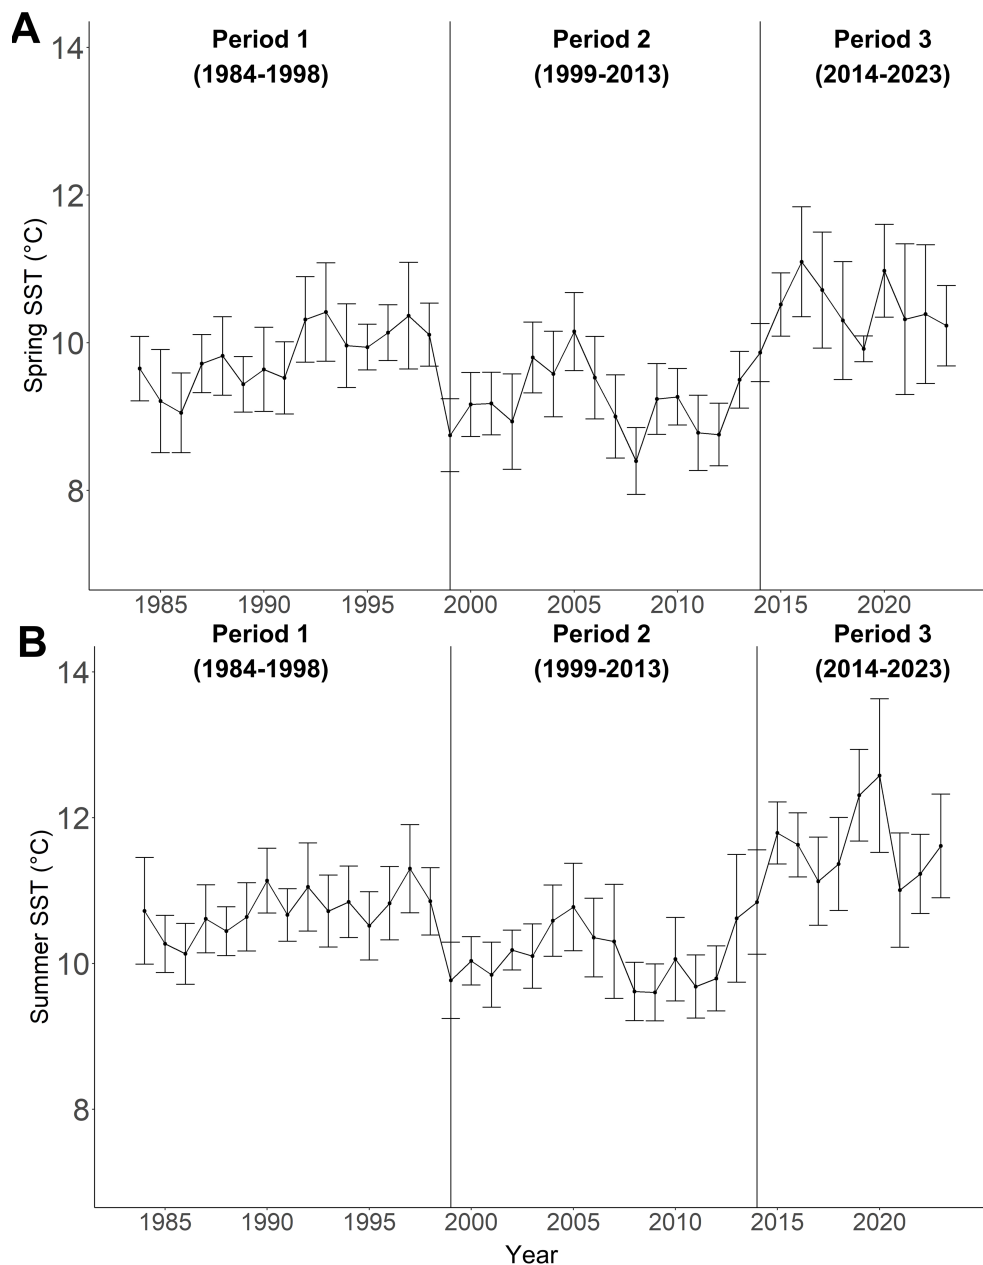 A
Period 1
(1984-1998)
Period 2
(1999-2013)
Period 3
(2014-2023)
14
12
10
8
Spring SST (°C)
1985 1990 1995 2000 2005 2010 2015 2020
B
Period 1
(1984-1998)
Period 2
(1999-2013)
Period 3
(2014-2023)
14
12
10
8
Summer SST (°C)
1985 1990 1995 2000 2005 2010 2015 2020
Year